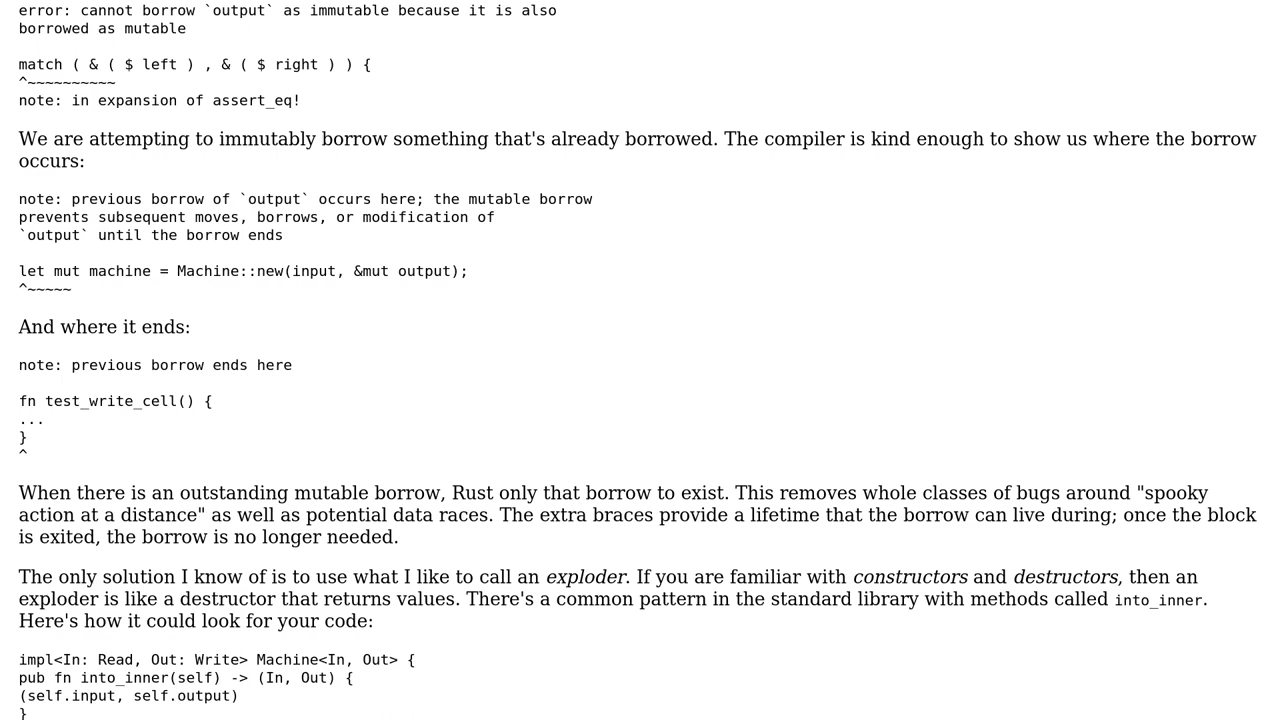 error: cannot borrow `output` as immutable because it is also
borrowed as mutable
match ( & ( $ left ) , & ( $ right ) ) {
^~~~~~~~~~~
note: in expansion of assert_eq!
We are attempting to immutably borrow something that's already borrowed. The compiler is kind enough to show us where the borrow
occurs:
note: previous borrow of `output` occurs here; the mutable borrow
prevents subsequent moves, borrows, or modification of
`output` until the borrow ends
let mut machine = Machine::new(input, &mut output);
^~~~~~
And where it ends:
note: previous borrow ends here
fn test_write_cell() {
...
}
^
When there is an outstanding mutable borrow, Rust only that borrow to exist. This removes whole classes of bugs around "spooky
action at a distance" as well as potential data races. The extra braces provide a lifetime that the borrow can live during; once the block
is exited, the borrow is no longer needed.
The only solution I know of is to use what I like to call an exploder. If you are familiar with constructors and destructors, then an
exploder is like a destructor that returns values. There's a common pattern in the standard library with methods called into_inner.
Here's how it could look for your code:
impl<In: Read, Out: Write> Machine<In, Out> {
pub fn into_inner(self) -> (In, Out) {
(self.input, self.output)
}